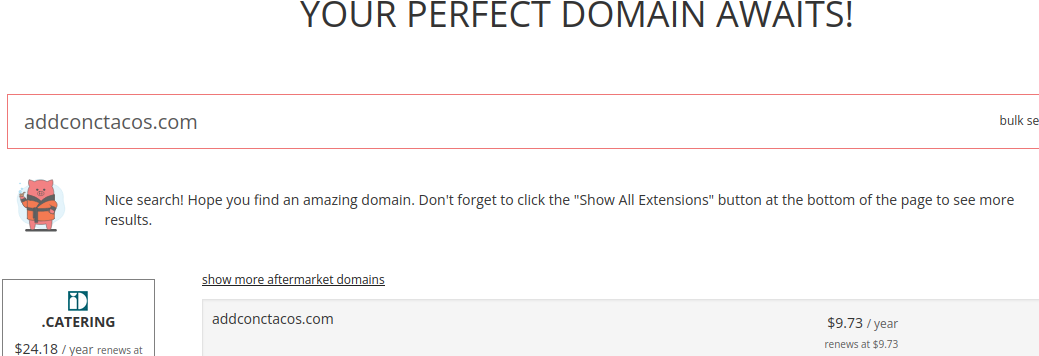 YOUR PERFECT DOMAIN AWAITS!
addconctacos.com
bulk se
Nice search! Hope you find an amazing domain. Don't forget to click the "Show All Extensions" button at the bottom of the page to see more
results.
show more aftermarket domains
.CATERING
$24.18 / year renews at
addconctacos.com
$9.73 / year
renews at $9.73